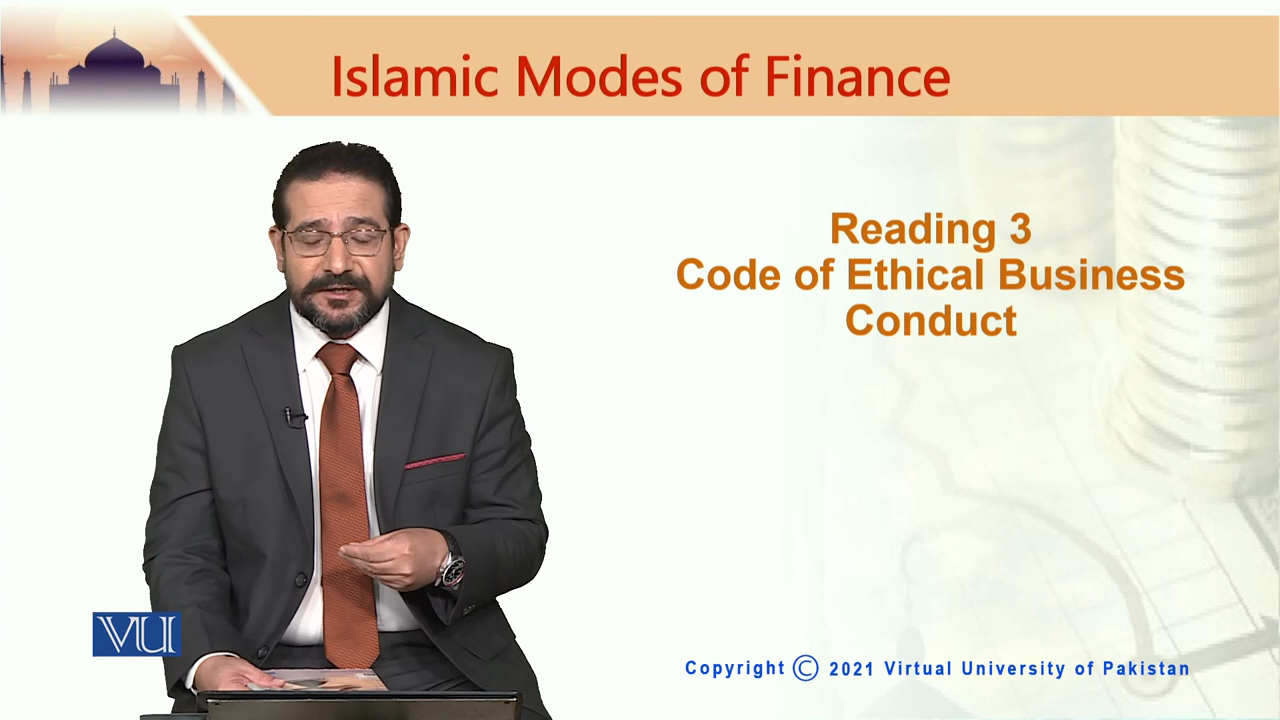 Islamic Modes of Finance
Reading 3
Code of Ethical Business
Conduct
VU
Copyright © 2021 Virtual University of Pakistan